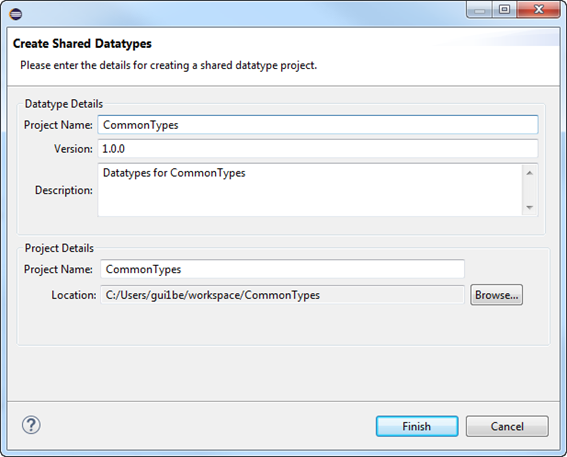 Create Shared Datatypes
Please enter the details for creating a shared datatype project.
Datatype Details
Project Name: CommonTypes
Version: 1.0.0
Description: Datatypes for CommonTypes
Project Details
Project Name: CommonTypes
Location: C:/Users/gui1be/workspace/CommonTypes Browse...
? Finish Cancel